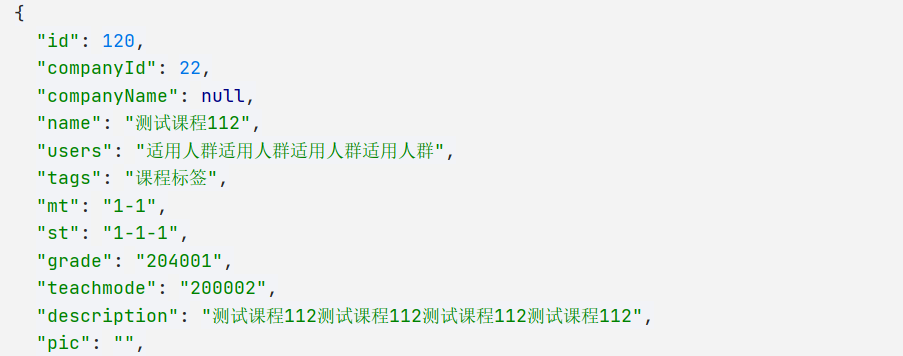 {
"id": 120,
"companyId": 22,
"companyName": null,
"name": "测试课程112",
"users": "适用人群适用人群适用人群适用人群",
"tags": "课程标签",
"mt": "1-1",
"st": "1-1-1",
"grade": "204001",
"teachmode": "200002",
"description": "测试课程112测试课程112测试课程112测试课程112",
"pic": "",